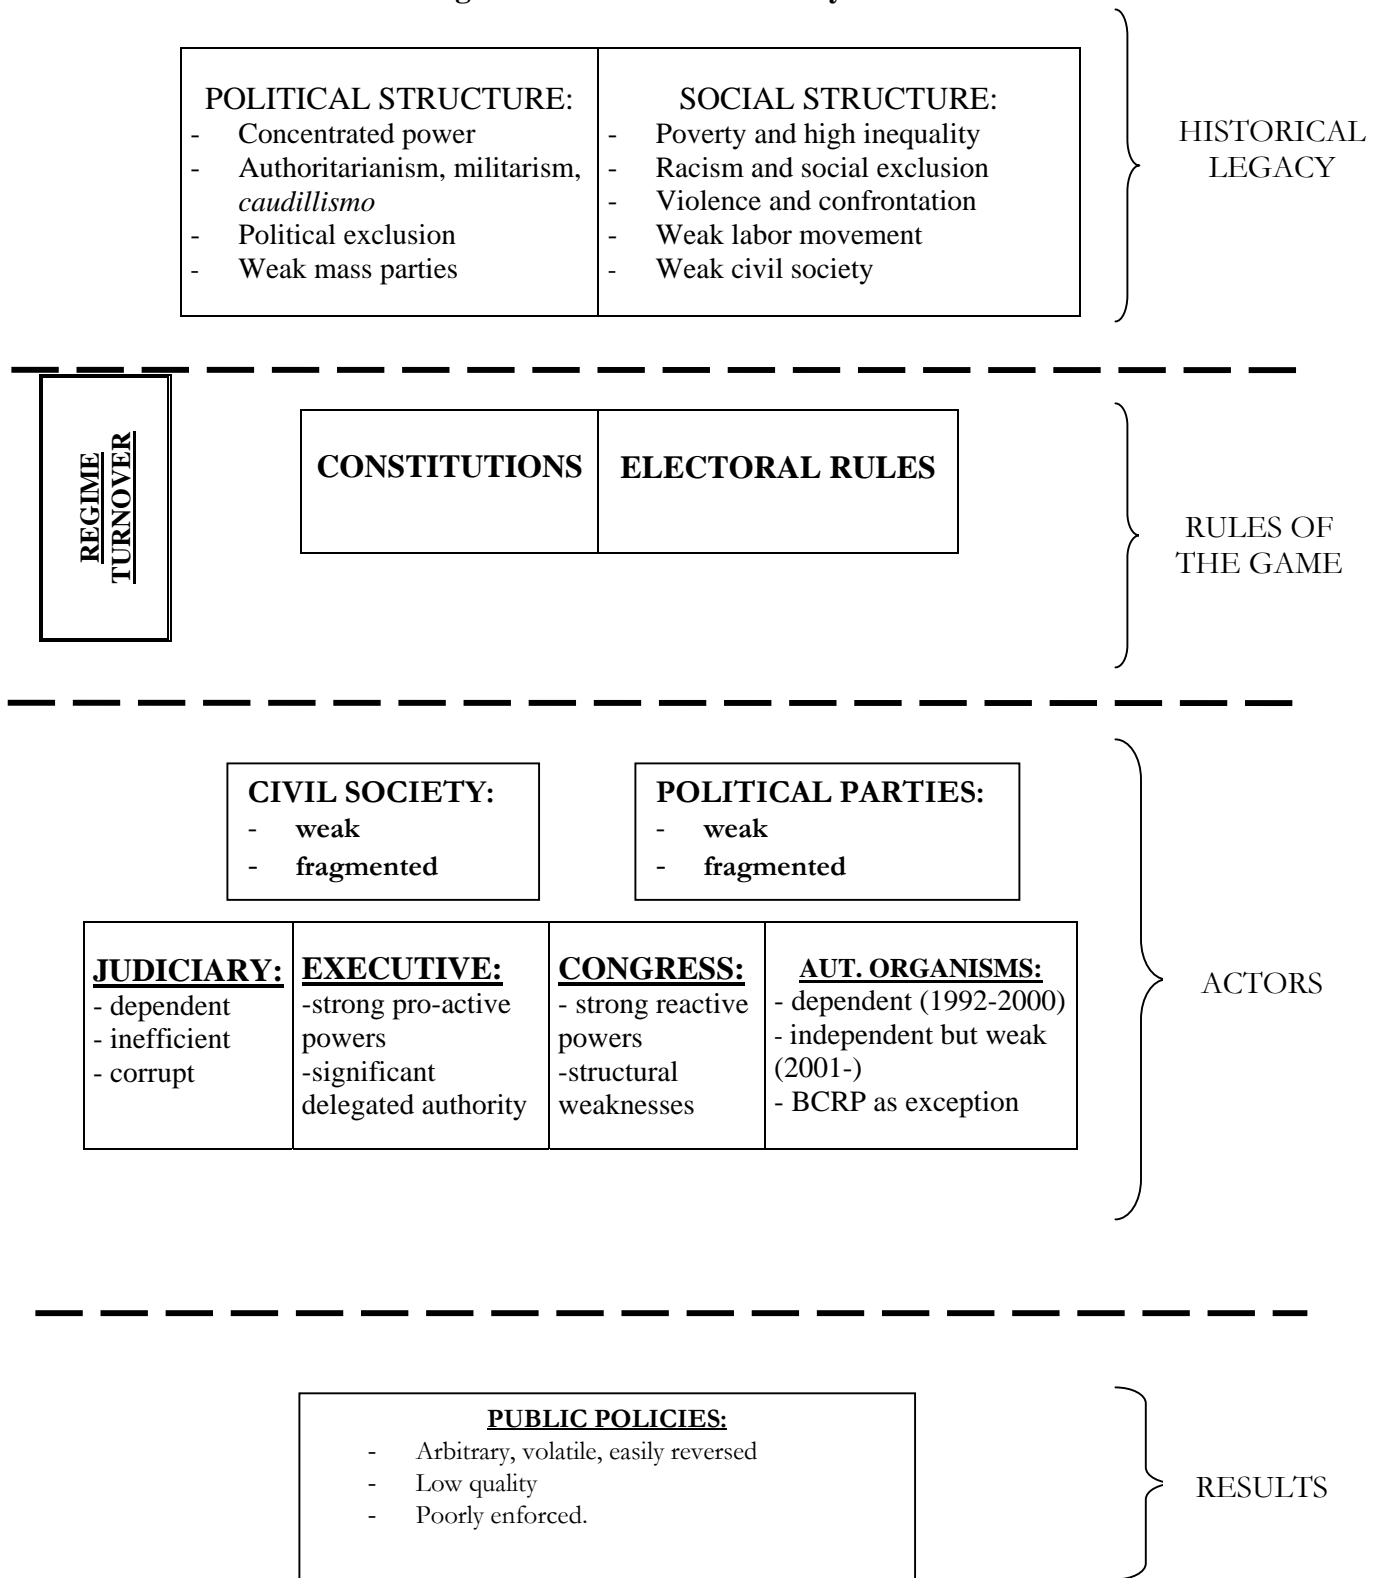 POLITICAL STRUCTURE:
- Concentrated power
- Authoritarianism, militarism,
caudillismo
- Political exclusion
- Weak mass parties
SOCIAL STRUCTURE:
- Poverty and high inequality
- Racism and social exclusion
- Violence and confrontation
- Weak labor movement
- Weak civil society
HISTORICAL
LEGACY
REGIME
TURNOVER
CONSTITUTIONS
ELECTORAL RULES
RULES OF
THE GAME
CIVIL SOCIETY:
- weak
- fragmented
POLITICAL PARTIES:
- weak
- fragmented
JUDICIARY:
- dependent
- inefficient
- corrupt
EXECUTIVE:
-strong pro-active
powers
-significant
delegated authority
CONGRESS:
- strong reactive
powers
-structural
weaknesses
AUT. ORGANISMS:
- dependent (1992-2000)
- independent but weak
(2001-)
- BCRP as exception
ACTORS
PUBLIC POLICIES:
- Arbitrary, volatile, easily reversed
- Low quality
- Poorly enforced.
RESULTS